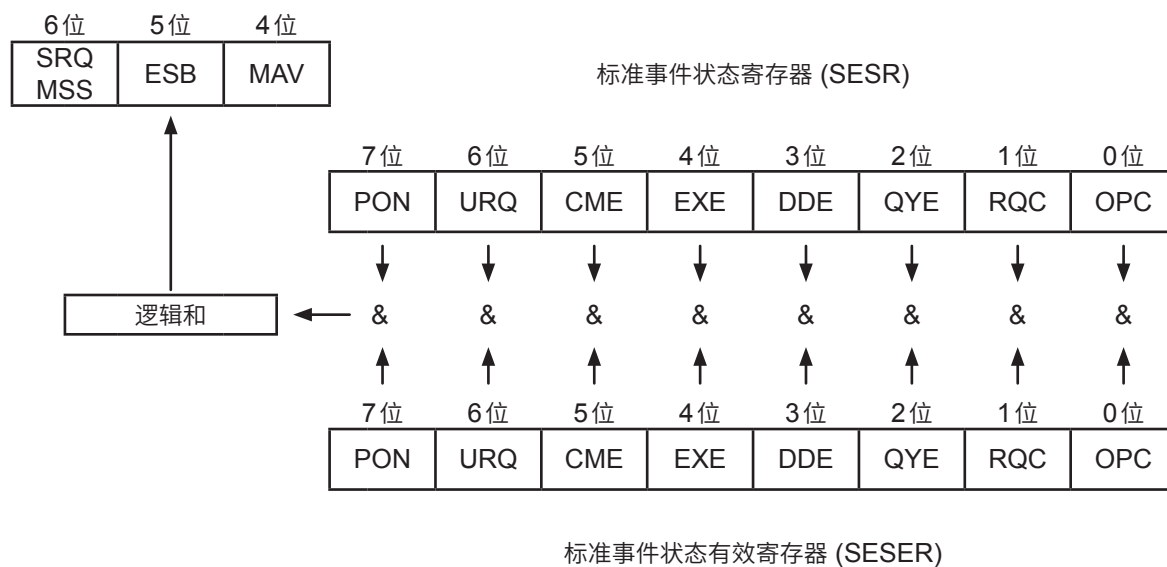 6位 5位 4位
SRQ MSS ESB MAV
标准事件状态寄存器 (SESR)
7位 6位 5位 4位 3位 2位 1位 0位
PON URQ CME EXE DDE QYE RQC OPC
逻辑和 & & & & & & & &
7位 6位 5位 4位 3位 2位 1位 0位
PON URQ CME EXE DDE QYE RQC OPC
标准事件状态有效寄存器 (SESER)